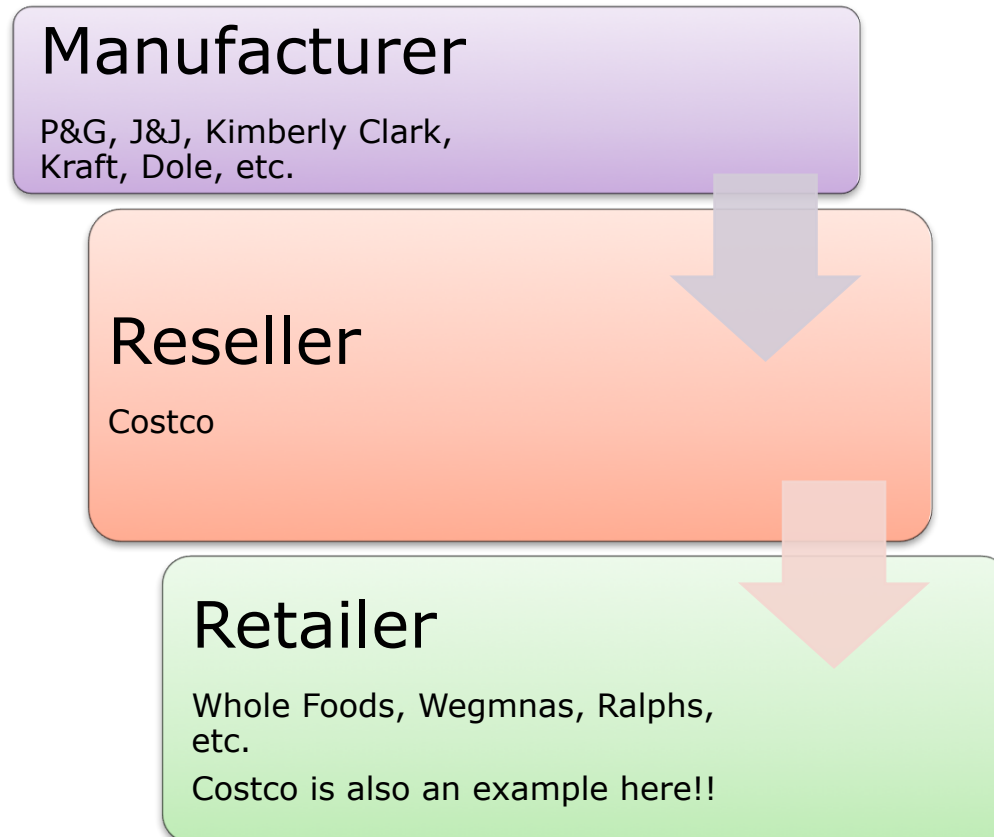 Manufacturer
P&G, J&J, Kimberly Clark,
Kraft, Dole, etc.
Reseller
Costco
Retailer
Whole Foods, Wegmnas, Ralphs,
etc.
Costco is also an example here!!